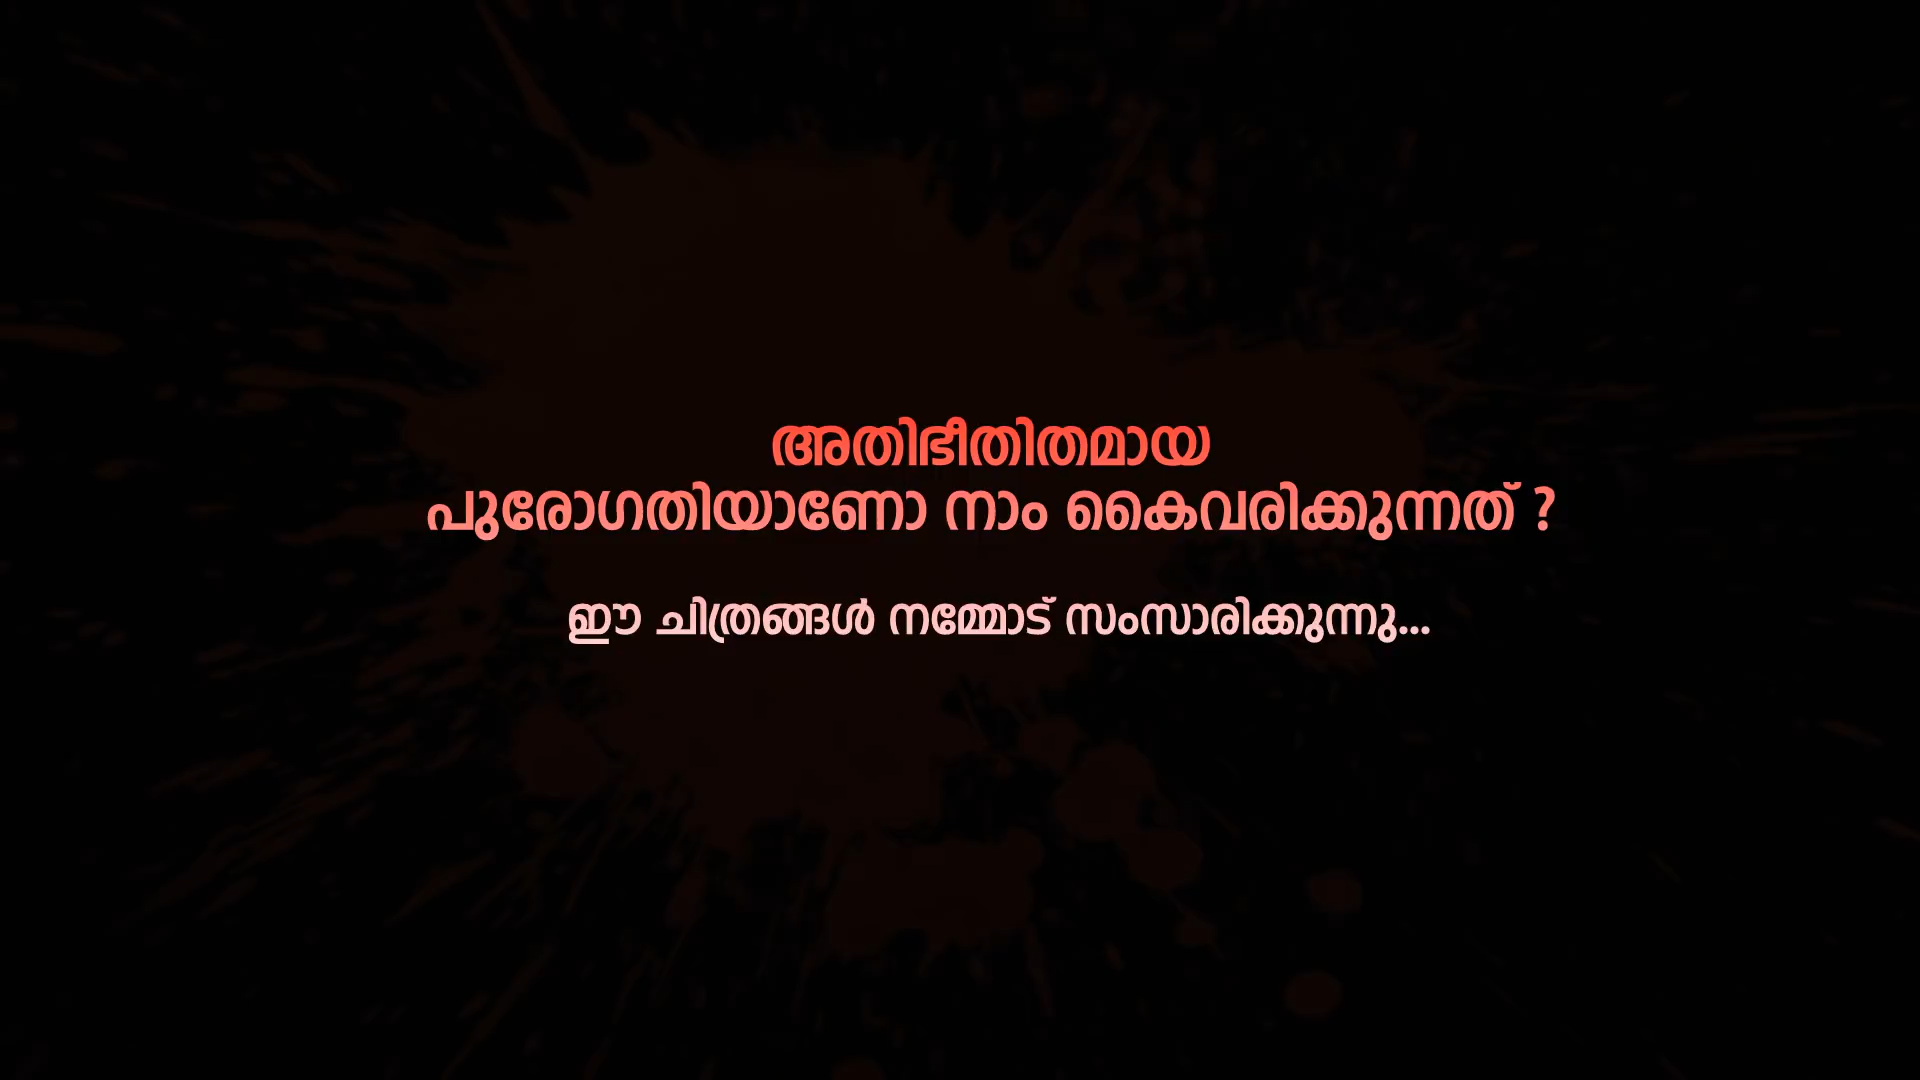 അതിഭീതിതമായ
പുരോഗതിയാണോ നാം കൈവരിക്കുന്നത് ?
ഈ ചിത്രങ്ങൾ നമ്മോട് സംസാരിക്കുന്നു...